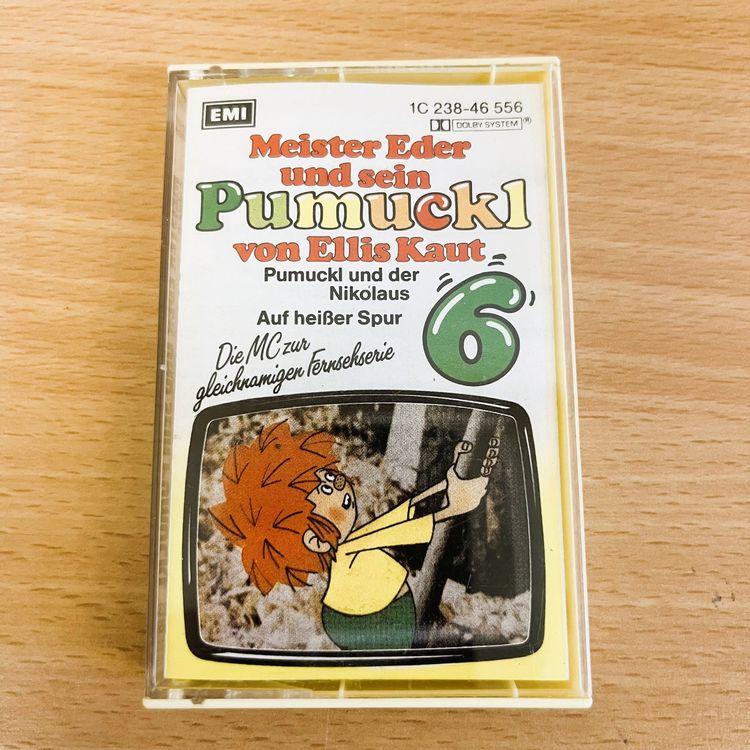 EMI
1C 238-46 556
DOLBY SYSTEM ®
Meister Eder
und sein
Pumuckl
von Ellis Kaut
Pumuckl und der
Nikolaus
Auf heißer Spur
6
Die MC zur
gleichnamigen Fernsehserie